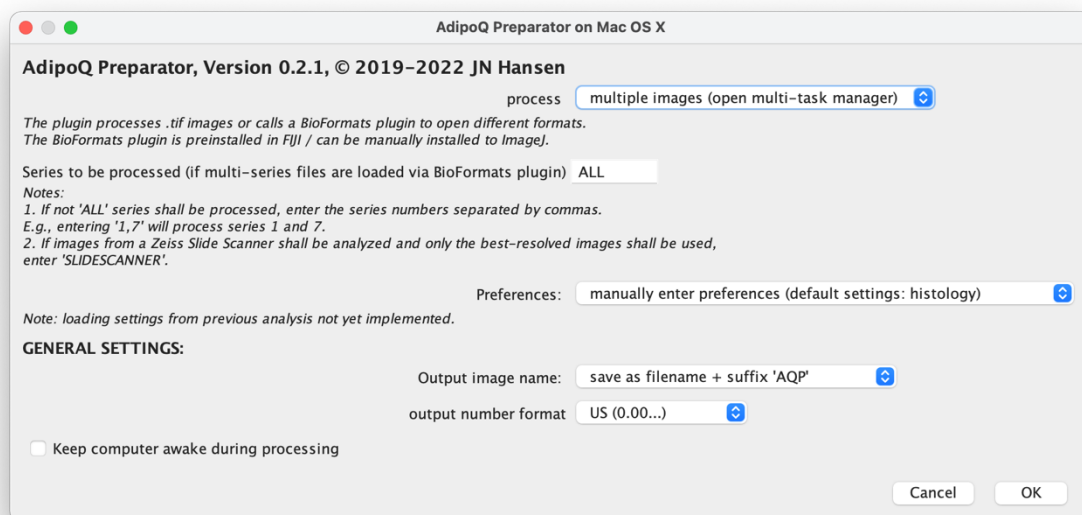 AdipoQ Preparator on Mac OS X
AdipoQ Preparator, Version 0.2.1, © 2019-2022 JN Hansen
process multiple images (open multi-task manager)
The plugin processes .tif images or calls a BioFormats plugin to open different formats.
The BioFormats plugin is preinstalled in FIJI / can be manually installed to ImageJ.
Series to be processed (if multi-series files are loaded via BioFormats plugin) ALL
Notes:
1. If not 'ALL' series shall be processed, enter the series numbers separated by commas.
E.g., entering '1,7' will process series 1 and 7.
2. If images from a Zeiss Slide Scanner shall be analyzed and only the best-resolved images shall be used,
enter 'SLIDESCANNER'.
Preferences: manually enter preferences (default settings: histology)
Note: loading settings from previous analysis not yet implemented.
GENERAL SETTINGS:
Output image name: save as filename + suffix 'AQP'
output number format US (0.00...)
Keep computer awake during processing
Cancel OK